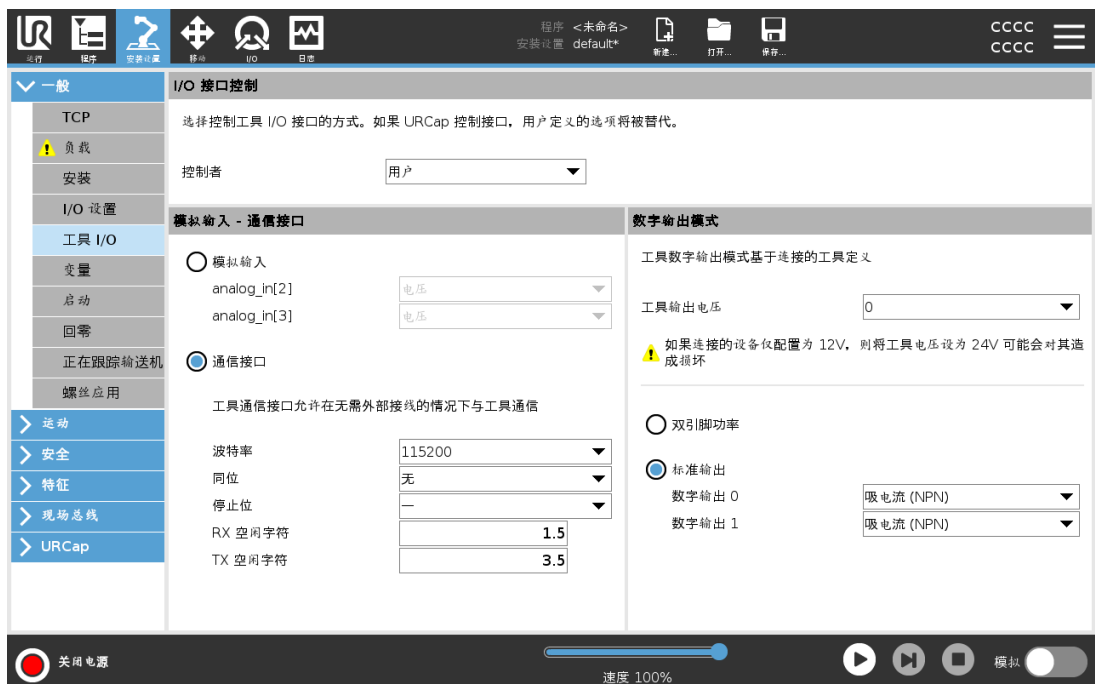 UR
运行
程序
安装设置
移动
I/O
日志
程序 <未命名>
安装设置 default*
新建...
打开...
保存...
cccc
cccc
一般
TCP
负载
安装
I/O 设置
工具 I/O
变量
启动
回零
正在跟踪输送机
螺丝应用
运动
安全
特征
现场总线
URCap
I/O 接口控制
选择控制工具 I/O 接口的方式。如果 URCap 控制接口，用户定义的选项将被替代。
控制者 用户
模拟输入 - 通信接口
模拟输入
analog_in[2] 电压
analog_in[3] 电压
通信接口
工具通信接口允许在无需外部接线的情况下与工具通信
波特率 115200
同位 无
停止位 一
RX 空闲字符 1.5
TX 空闲字符 3.5
数字输出模式
工具数字输出模式基于连接的工具定义
工具输出电压 0
如果连接的设备仅配置为 12V，则将工具电压设为 24V 可能会对其造
成损坏
双引脚功率
标准输出
数字输出 0 吸电流 (NPN)
数字输出 1 吸电流 (NPN)
关闭电源
速度 100%
模拟